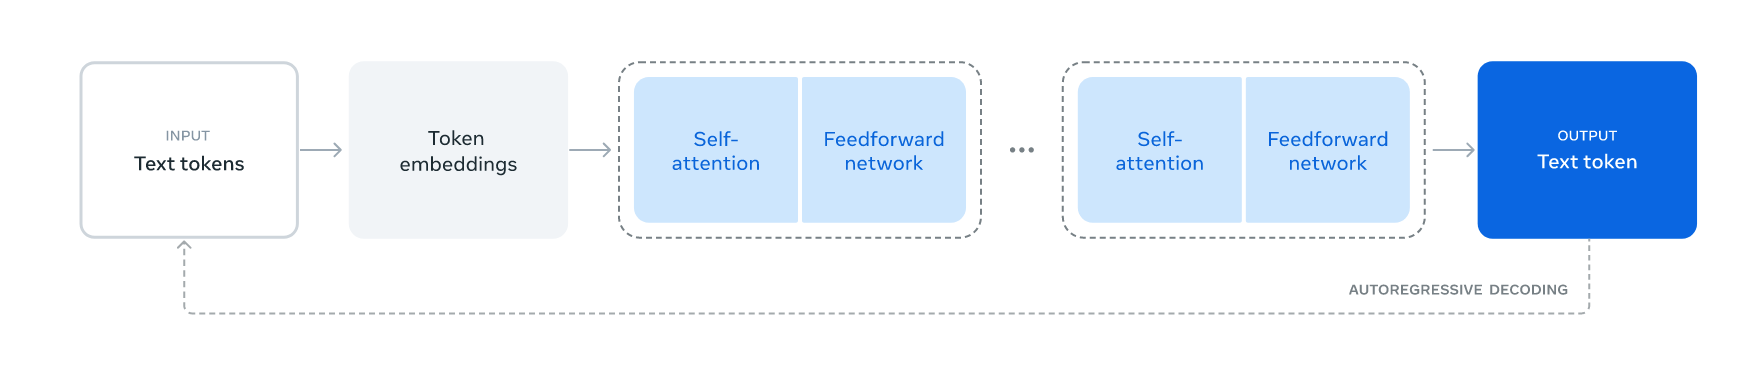 INPUT
Text tokens
Token
embeddings
Self-
attention
Feedforward
network
Self-
attention
Feedforward
network
OUTPUT
Text token
AUTOREGRESSIVE DECODING